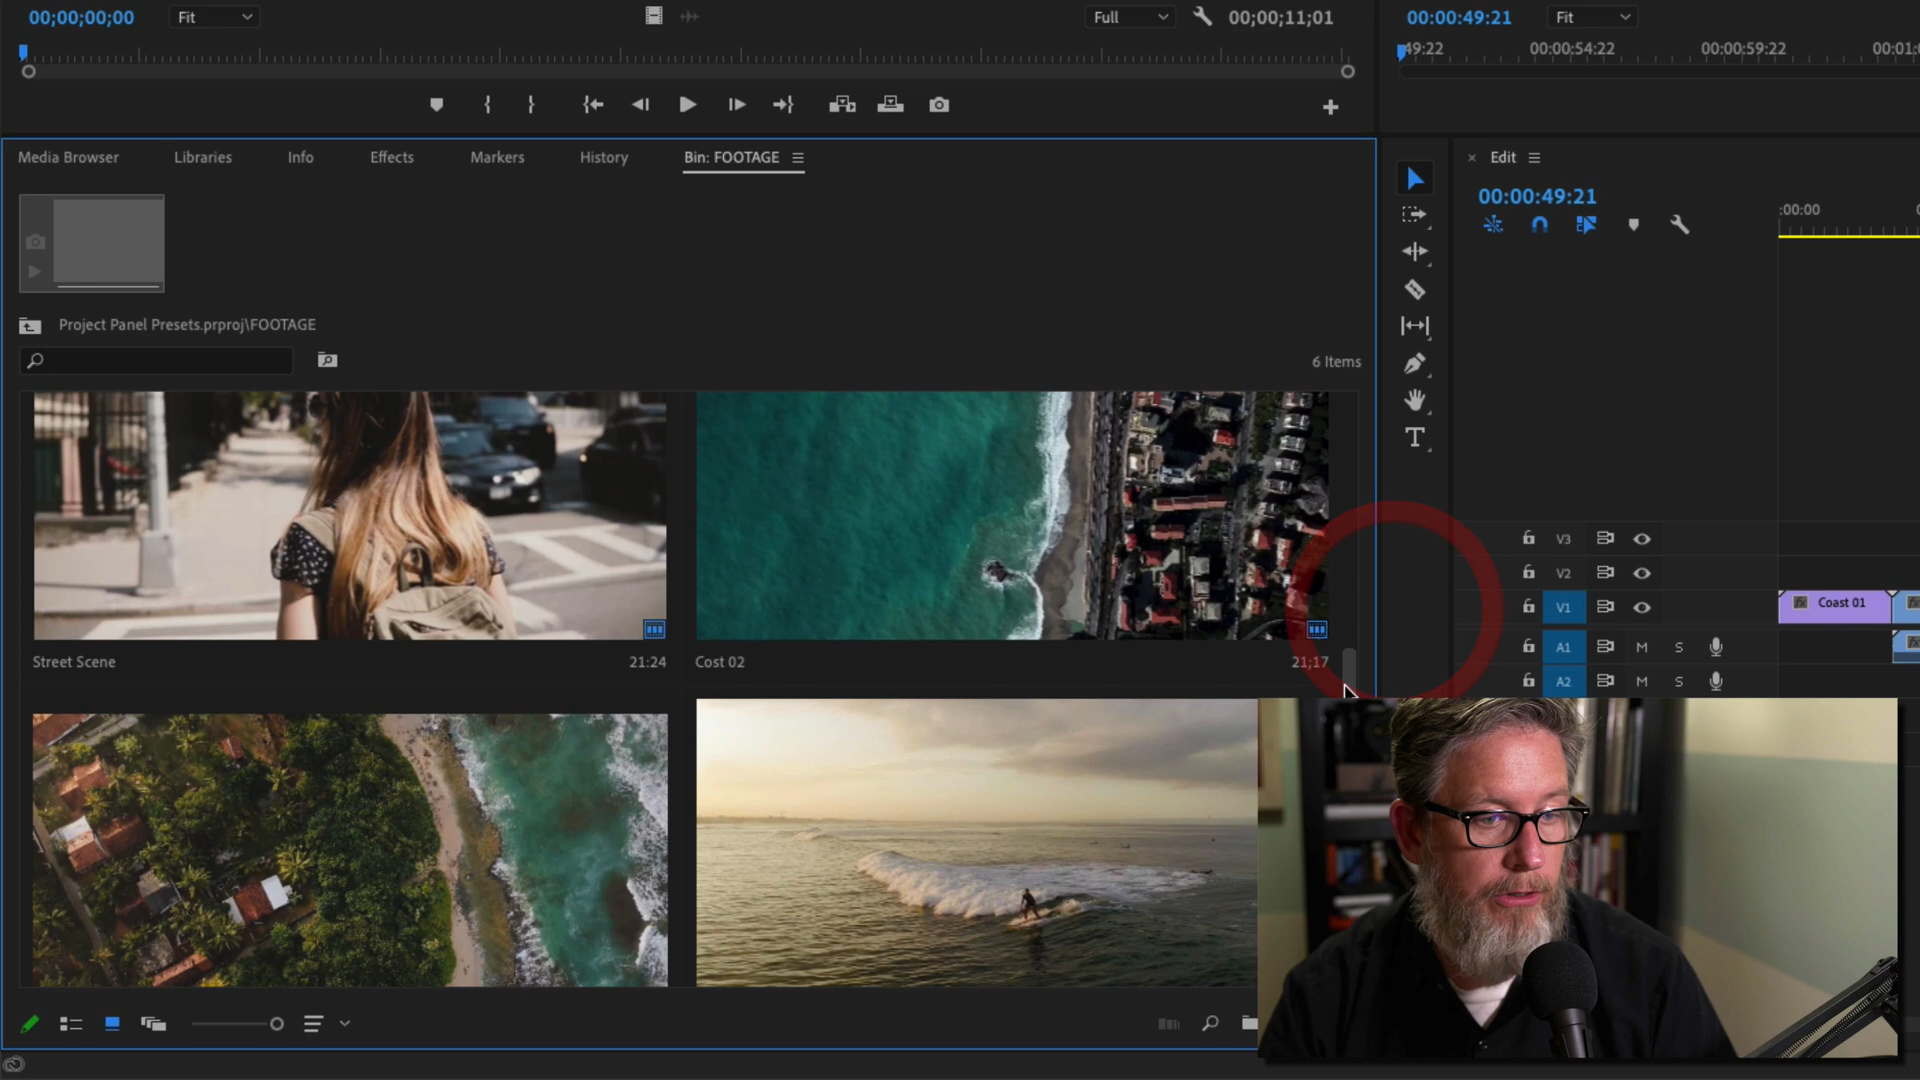 00;00;00;00 Fit Full 00;00;11;01 00:00:49:21 Fit
49:22 00:00:54:22 00:00:59:22 00:01:
Media Browser Libraries Info Effects Markers History Bin: FOOTAGE
× Edit
00:00:49:21
:00:00
Project Panel Presets.prproj\FOOTAGE
6 Items
V3
V2
V1 Coast 01
A1 M S
A2 M S
Street Scene 21:24 Cost 02 21;17